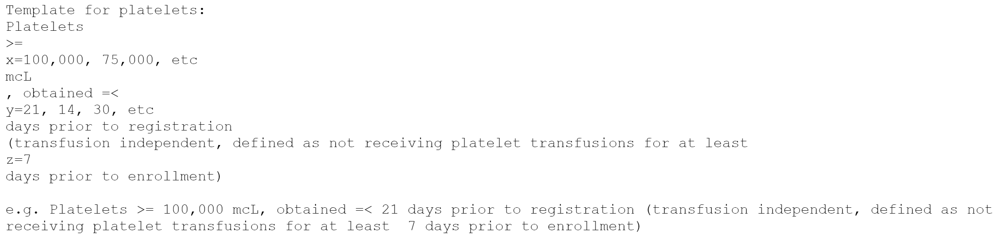 Template for platelets:
Platelets
>=
x=100,000, 75,000, etc
mcL
, obtained =<
y=21, 14, 30, etc
days prior to registration
(transfusion independent, defined as not receiving platelet transfusions for at least
z=7
days prior to enrollment)

e.g. Platelets >= 100,000 mcL, obtained =< 21 days prior to registration (transfusion independent, defined as not
receiving platelet transfusions for at least  7 days prior to enrollment)